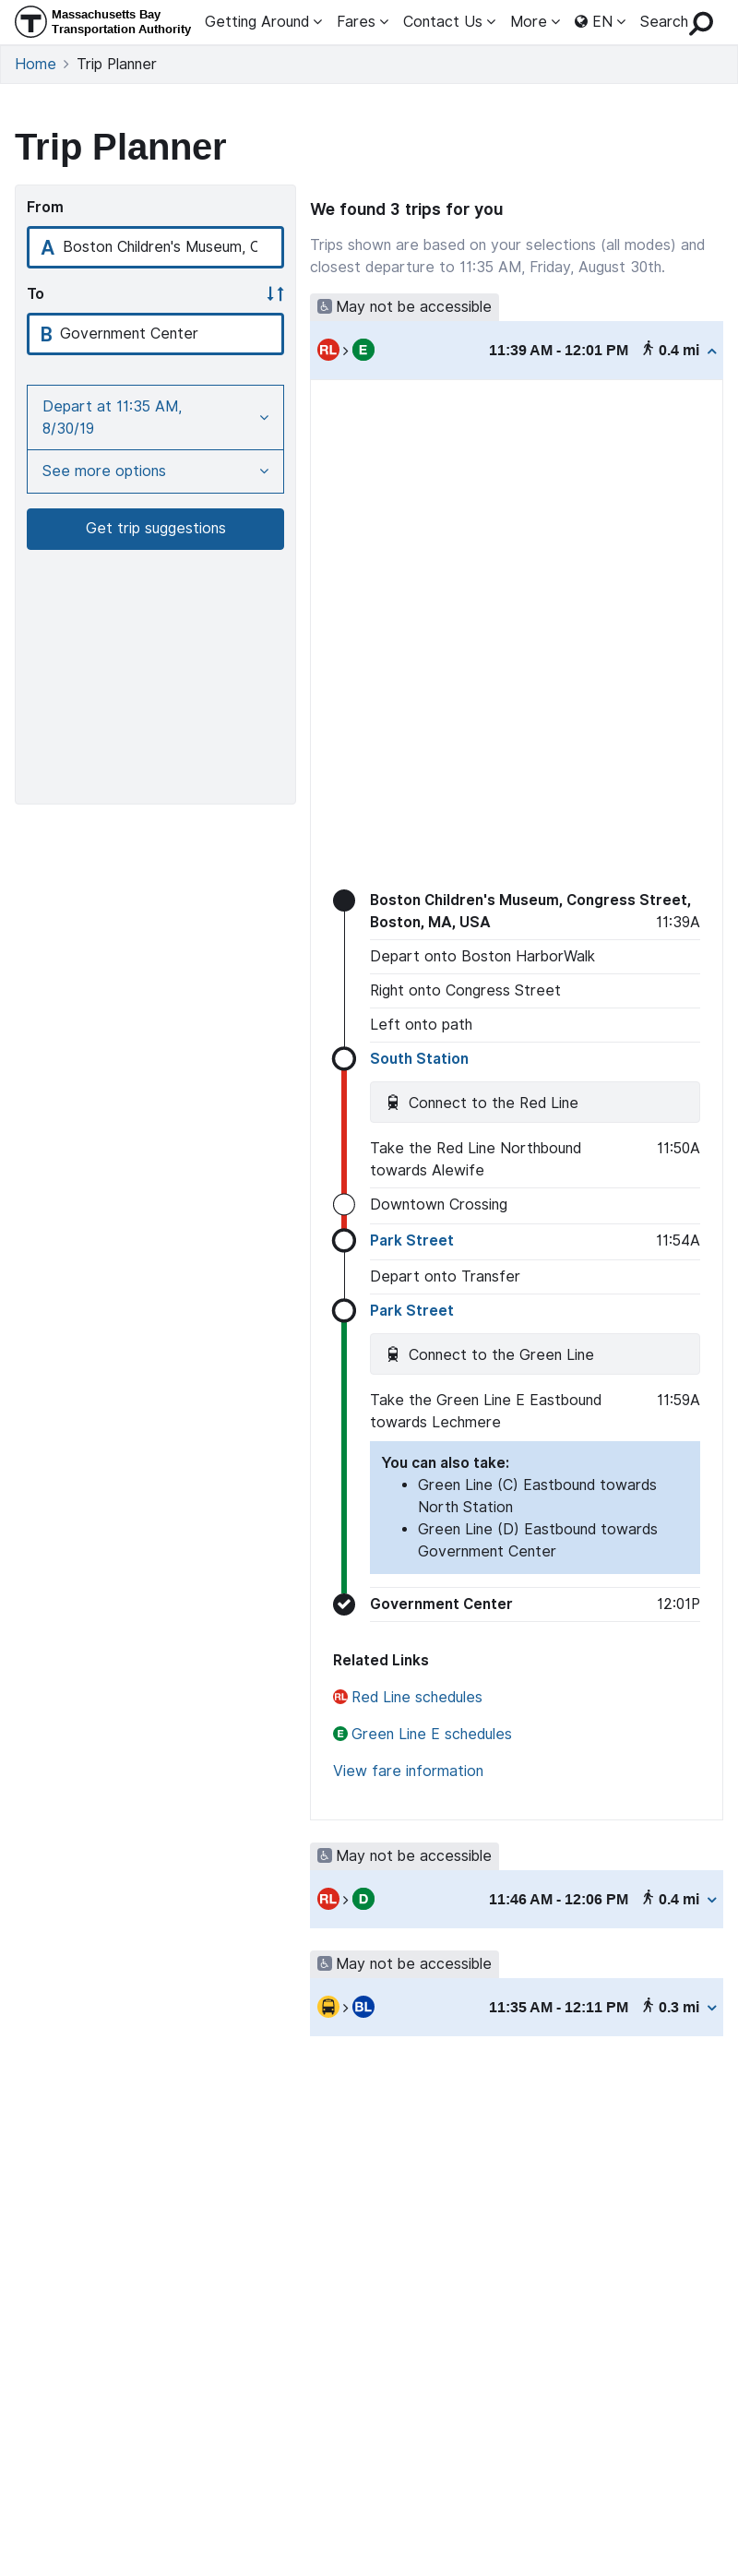 Massachusetts Bay
Transportation Authority
Getting Around Fares Contact Us More EN Search
Home > Trip Planner
Trip Planner
From
A Boston Children's Museum, C
To
B Government Center
Depart at 11:35 AM,
8/30/19
See more options
Get trip suggestions
We found 3 trips for you
Trips shown are based on your selections (all modes) and
closest departure to 11:35 AM, Friday, August 30th.
May not be accessible
RL > E 11:39 AM - 12:01 PM 0.4 mi
Boston Children's Museum, Congress Street,
Boston, MA, USA 11:39A
Depart onto Boston HarborWalk
Right onto Congress Street
Left onto path
South Station
Connect to the Red Line
Take the Red Line Northbound 11:50A
towards Alewife
Downtown Crossing
Park Street 11:54A
Depart onto Transfer
Park Street
Connect to the Green Line
Take the Green Line E Eastbound 11:59A
towards Lechmere
You can also take:
• Green Line (C) Eastbound towards
North Station
• Green Line (D) Eastbound towards
Government Center
Government Center 12:01P
Related Links
RL Red Line schedules
E Green Line E schedules
View fare information
May not be accessible
RL > D 11:46 AM - 12:06 PM 0.4 mi
May not be accessible
> BL 11:35 AM - 12:11 PM 0.3 mi